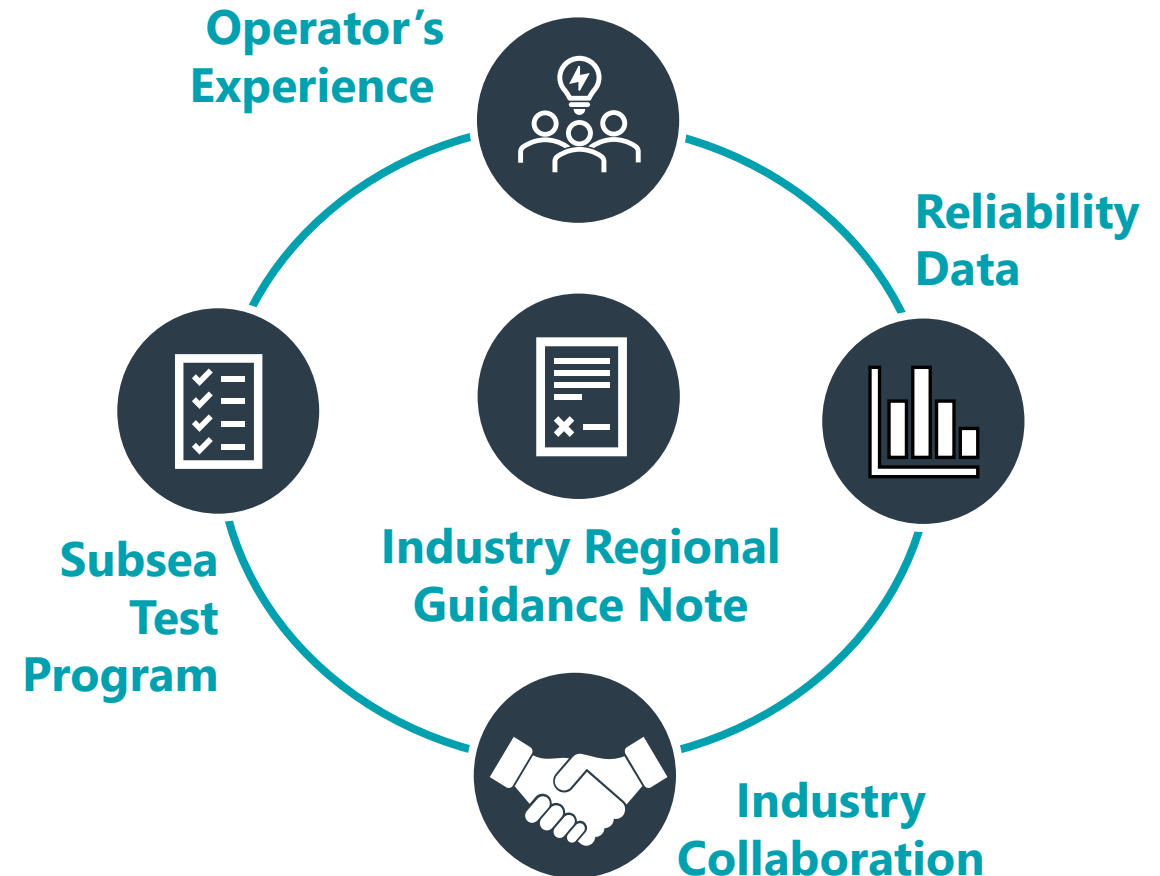 Operator’s
Experience
Reliability
Data
Industry Regional
Guidance Note
Subsea
Test
Program
Industry
Collaboration